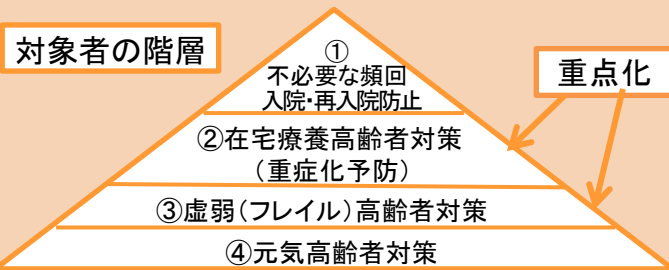 対象者の階層
①
不必要な頻回
入院・再入院防止
重点化
②在宅療養高齢者対策
（重症化予防）
③虚弱（フレイル）高齢者対策
④元気高齢者対策